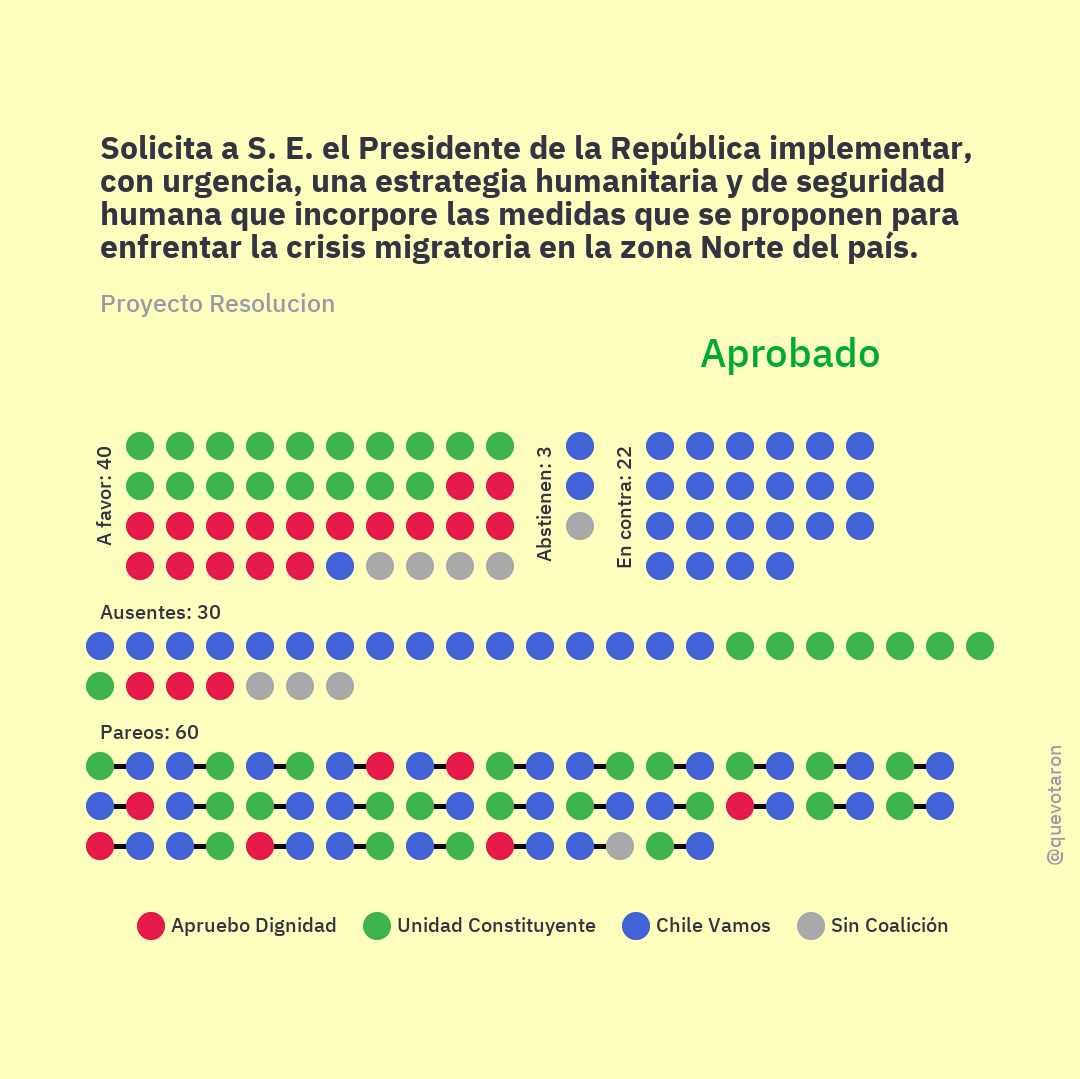 Solicita a S. E. el Presidente de la República implementar,
con urgencia, una estrategia humanitaria y de seguridad
humana que incorpore las medidas que se proponen para
enfrentar la crisis migratoria en la zona Norte del país.
Proyecto Resolucion
Aprobado
A favor: 40
Abstienen: 3
En contra: 22
Ausentes: 30
Pareos: 60
@quevotaron
Apruebo Dignidad
Unidad Constituyente
Chile Vamos
Sin Coalición